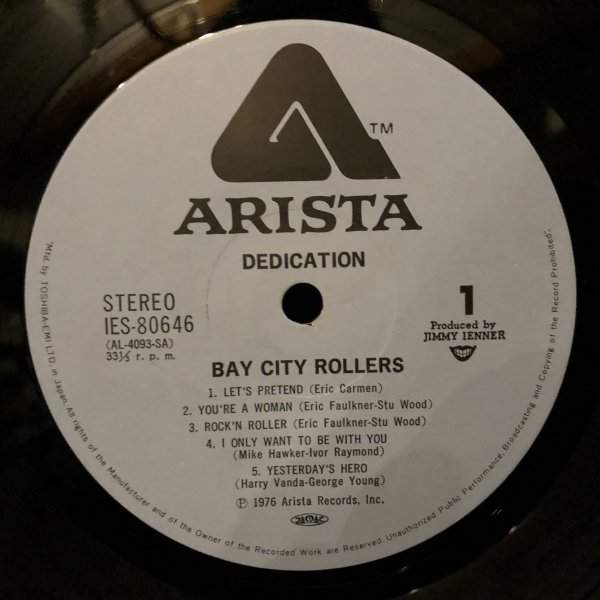 TM
ARISTA
DEDICATION
STEREO
IES-80646
(AL-4093-SA)
33⅓ r. p. m.
1
Produced by
JIMMY IENNER
BAY CITY ROLLERS
1. LET'S PRETEND (Eric Carmen)
2. YOU'RE A WOMAN (Eric Faulkner-Stu Wood)
3. ROCK'N ROLLER (Eric Faulkner-Stu Wood)
4. I ONLY WANT TO BE WITH YOU
(Mike Hawker-Ivor Raymond)
5. YESTERDAY'S HERO
(Harry Vanda-George Young)
Ⓟ 1976 Arista Records, Inc.
JASRAC
"Mfd. by TOSHIBA-EMI LTD. in Japan. All rights of the Manufacturer and of the Owner of the Recorded Work are Reserved. Unauthorized Public Performance, Broadcasting and Copying of the Record Prohibited".